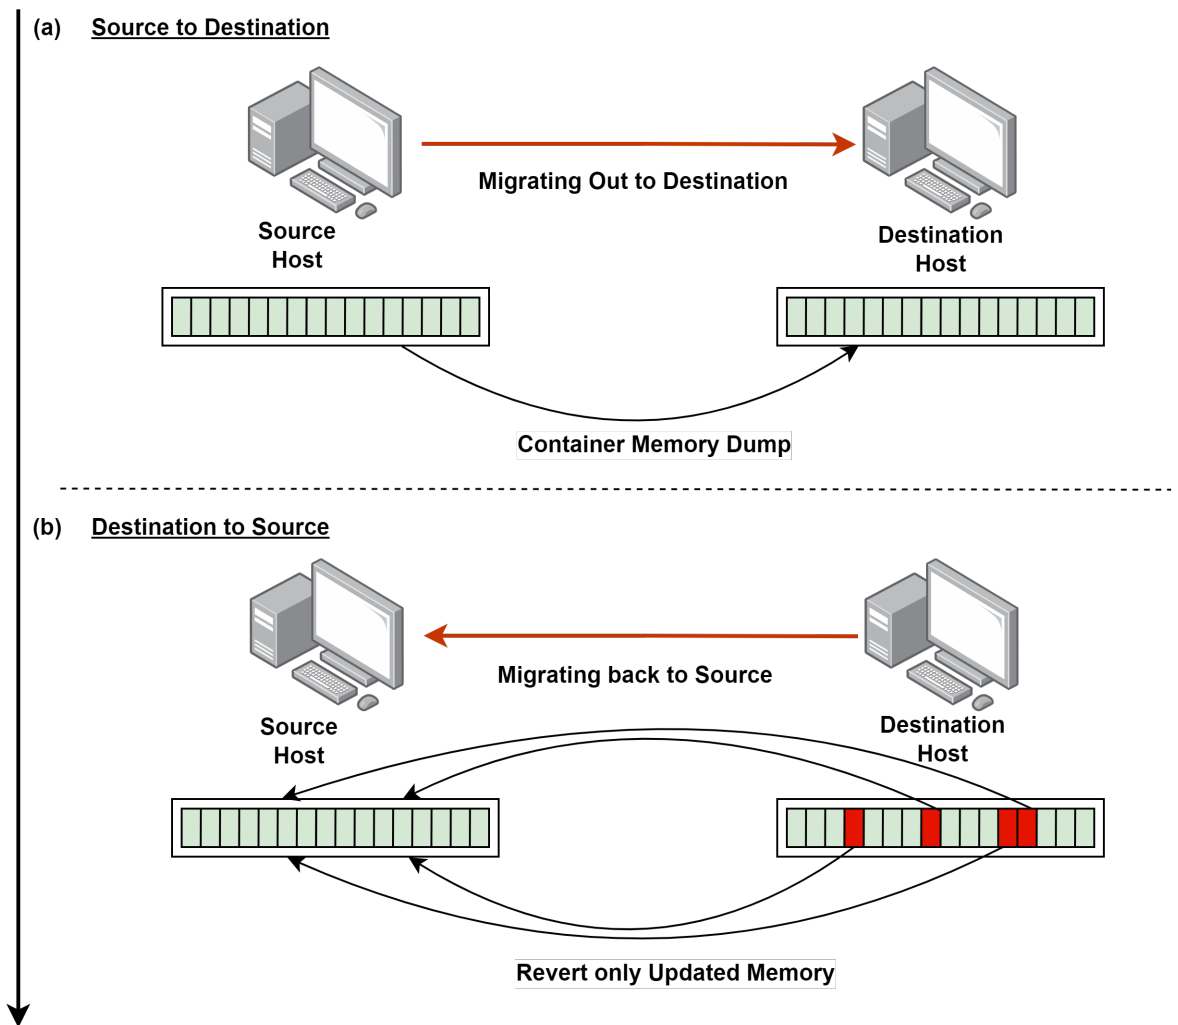 (a) Source to Destination
Migrating Out to Destination
Source
Host
Destination
Host
Container Memory Dump
(b) Destination to Source
Migrating back to Source
Source
Host
Destination
Host
Revert only Updated Memory